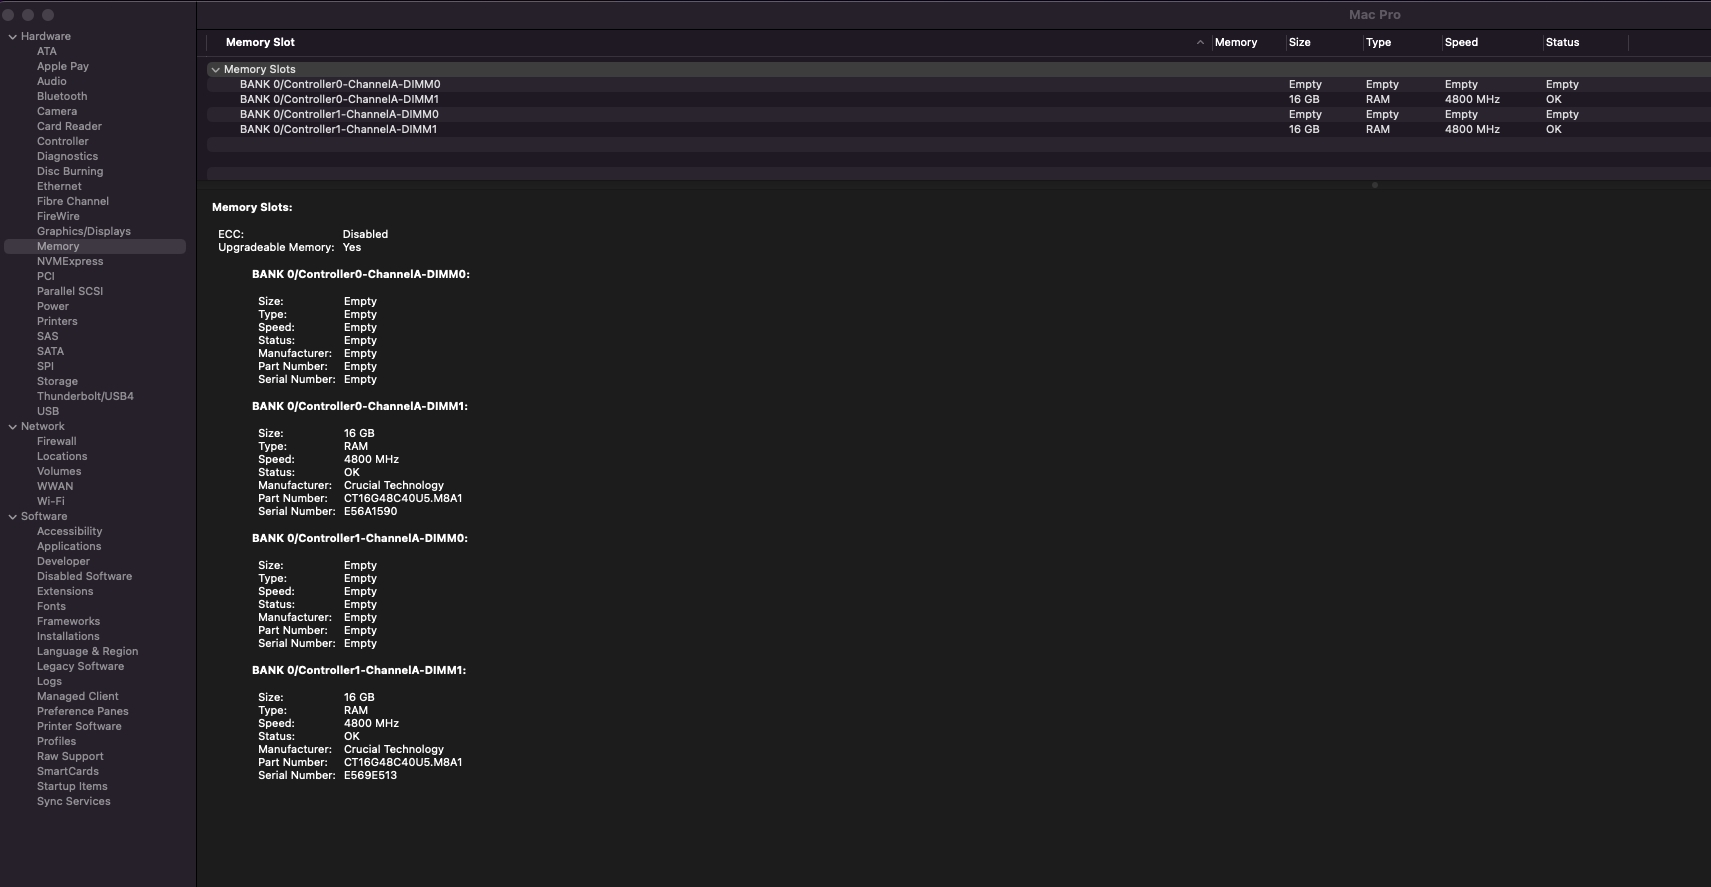 Mac Pro
Hardware
ATA
Apple Pay
Audio
Bluetooth
Camera
Card Reader
Controller
Diagnostics
Disc Burning
Ethernet
Fibre Channel
FireWire
Graphics/Displays
Memory
NVMExpress
PCI
Parallel SCSI
Power
Printers
SAS
SATA
SPI
Storage
Thunderbolt/USB4
USB
Network
Firewall
Locations
Volumes
WWAN
Wi-Fi
Software
Accessibility
Applications
Developer
Disabled Software
Extensions
Fonts
Frameworks
Installations
Language & Region
Legacy Software
Logs
Managed Client
Preference Panes
Printer Software
Profiles
Raw Support
SmartCards
Startup Items
Sync Services
Memory Slot Memory Size Type Speed Status
Memory Slots
BANK 0/Controller0-ChannelA-DIMM0 Empty Empty Empty Empty
BANK 0/Controller0-ChannelA-DIMM1 16 GB RAM 4800 MHz OK
BANK 0/Controller1-ChannelA-DIMM0 Empty Empty Empty Empty
BANK 0/Controller1-ChannelA-DIMM1 16 GB RAM 4800 MHz OK
Memory Slots:
ECC: Disabled
Upgradeable Memory: Yes
BANK 0/Controller0-ChannelA-DIMM0:
Size: Empty
Type: Empty
Speed: Empty
Status: Empty
Manufacturer: Empty
Part Number: Empty
Serial Number: Empty
BANK 0/Controller0-ChannelA-DIMM1:
Size: 16 GB
Type: RAM
Speed: 4800 MHz
Status: OK
Manufacturer: Crucial Technology
Part Number: CT16G48C40U5.M8A1
Serial Number: E56A1590
BANK 0/Controller1-ChannelA-DIMM0:
Size: Empty
Type: Empty
Speed: Empty
Status: Empty
Manufacturer: Empty
Part Number: Empty
Serial Number: Empty
BANK 0/Controller1-ChannelA-DIMM1:
Size: 16 GB
Type: RAM
Speed: 4800 MHz
Status: OK
Manufacturer: Crucial Technology
Part Number: CT16G48C40U5.M8A1
Serial Number: E569E513